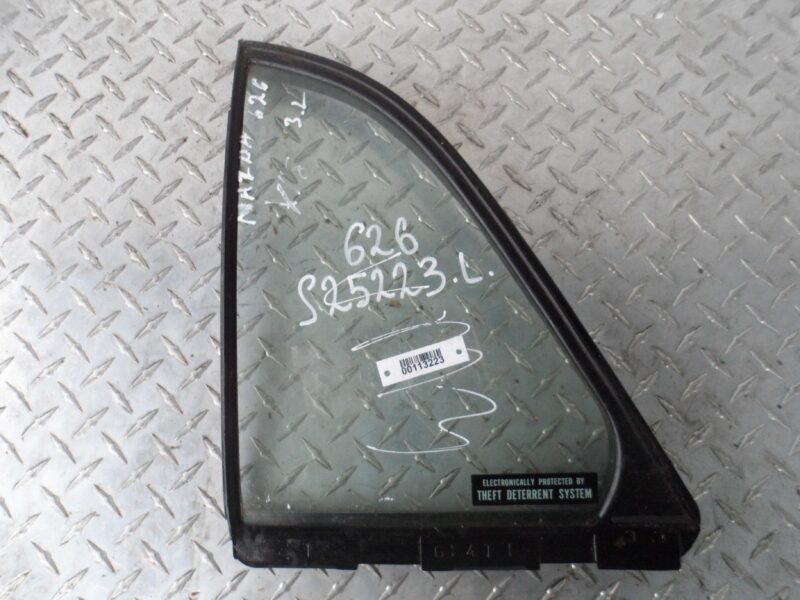 MAZDA 626
3.L
626
S25223.L.
00113223
ELECTRONICALLY PROTECTED BY
THEFT DETERRENT SYSTEM